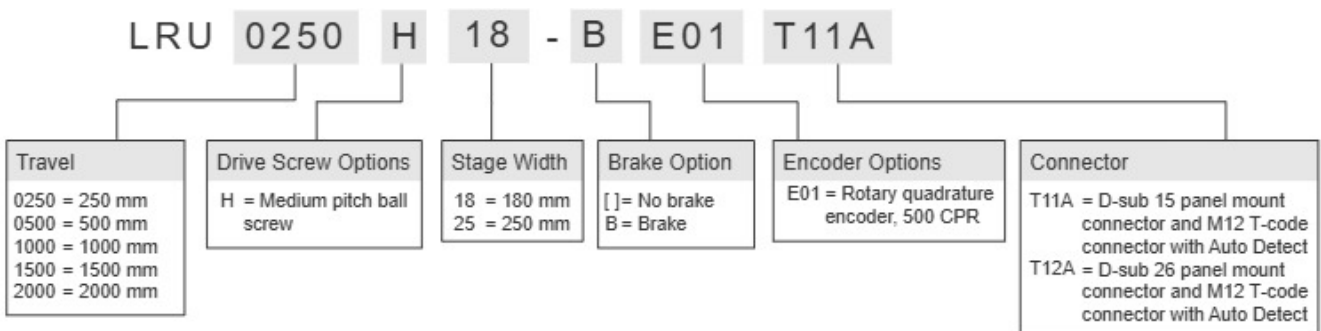 LRU 0250 H 18 - B E01 T11A
Travel
0250 = 250 mm
0500 = 500 mm
1000 = 1000 mm
1500 = 1500 mm
2000 = 2000 mm
Drive Screw Options
H = Medium pitch ball
screw
Stage Width
18 = 180 mm
25 = 250 mm
Brake Option
[ ]= No brake
B = Brake
Encoder Options
E01 = Rotary quadrature
encoder, 500 CPR
Connector
T11A = D-sub 15 panel mount
connector and M12 T-code
connector with Auto Detect
T12A = D-sub 26 panel mount
connector and M12 T-code
connector with Auto Detect